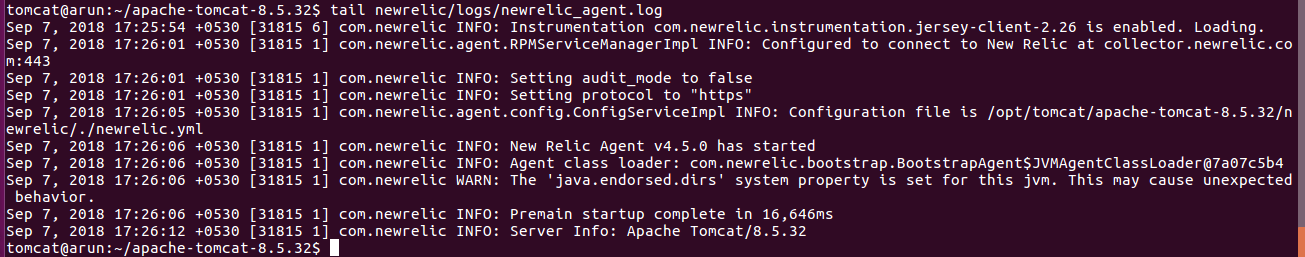 tomcat@arun:~/apache-tomcat-8.5.32$ tail newrelic/logs/newrelic_agent.log
Sep 7, 2018 17:25:54 +0530 [31815 6] com.newrelic INFO: Instrumentation com.newrelic.instrumentation.jersey-client-2.26 is enabled. Loading.
Sep 7, 2018 17:26:01 +0530 [31815 1] com.newrelic.agent.RPMServiceManagerImpl INFO: Configured to connect to New Relic at collector.newrelic.co
m:443
Sep 7, 2018 17:26:01 +0530 [31815 1] com.newrelic INFO: Setting audit_mode to false
Sep 7, 2018 17:26:01 +0530 [31815 1] com.newrelic INFO: Setting protocol to "https"
Sep 7, 2018 17:26:05 +0530 [31815 1] com.newrelic.agent.config.ConfigServiceImpl INFO: Configuration file is /opt/tomcat/apache-tomcat-8.5.32/n
ewrelic/./newrelic.yml
Sep 7, 2018 17:26:06 +0530 [31815 1] com.newrelic INFO: New Relic Agent v4.5.0 has started
Sep 7, 2018 17:26:06 +0530 [31815 1] com.newrelic INFO: Agent class loader: com.newrelic.bootstrap.BootstrapAgent$JVMAgentClassLoader@7a07c5b4
Sep 7, 2018 17:26:06 +0530 [31815 1] com.newrelic WARN: The 'java.endorsed.dirs' system property is set for this jvm. This may cause unexpected
 behavior.
Sep 7, 2018 17:26:06 +0530 [31815 1] com.newrelic INFO: Premain startup complete in 16,646ms
Sep 7, 2018 17:26:12 +0530 [31815 1] com.newrelic INFO: Server Info: Apache Tomcat/8.5.32
tomcat@arun:~/apache-tomcat-8.5.32$